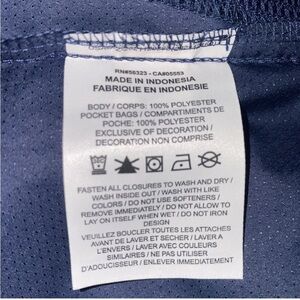 RN#56323 - CA#05553
MADE IN INDONESIA
FABRIQUE EN INDONESIE
BODY / CORPS: 100% POLYESTER
POCKET BAGS / COMPARTIMENTS DE
POCHE: 100% POLYESTER
EXCLUSIVE OF DECORATION /
DECORATION NON COMPRISE
FASTEN ALL CLOSURES TO WASH AND DRY /
WASH INSIDE OUT / WASH WITH LIKE
COLORS / DO NOT USE SOFTENERS /
REMOVE IMMEDIATELY / DO NOT ALLOW TO
LAY ON ITSELF WHEN WET / DO NOT IRON
DESIGN
VEUILLEZ BOUCLER TOUTES LES ATTACHES
AVANT DE LAVER ET SECHER / LAVER A
L'ENVERS / LAVER AVEC COULEURS
SIMILAIRES / NE PAS UTILISER
D'ADOUCISSEUR / ENLEVER IMMEDIATEMENT